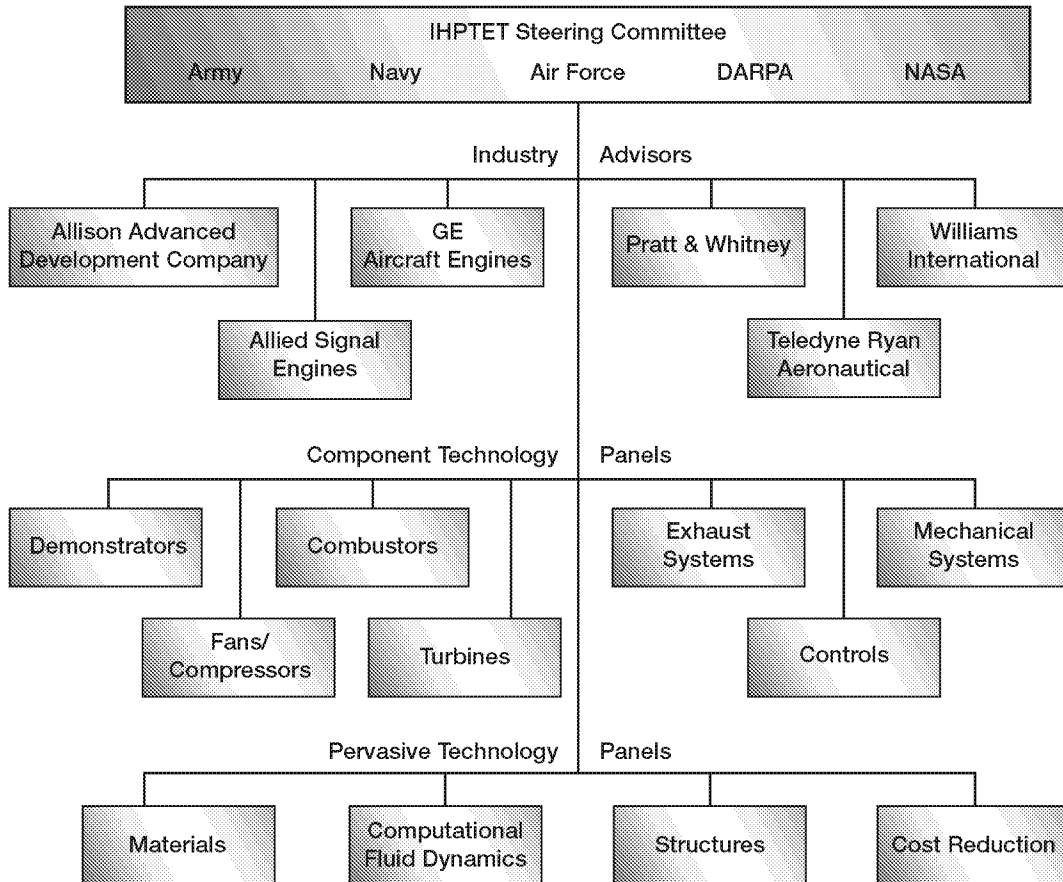 IHPTET Steering Committee
Army Navy Air Force DARPA NASA
Industry Advisors
Allison Advanced
Development Company
GE
Aircraft Engines
Pratt & Whitney
Williams
International
Allied Signal
Engines
Teledyne Ryan
Aeronautical
Component Technology Panels
Demonstrators
Combustors
Exhaust
Systems
Mechanical
Systems
Fans/
Compressors
Turbines
Controls
Pervasive Technology Panels
Materials
Computational
Fluid Dynamics
Structures
Cost Reduction